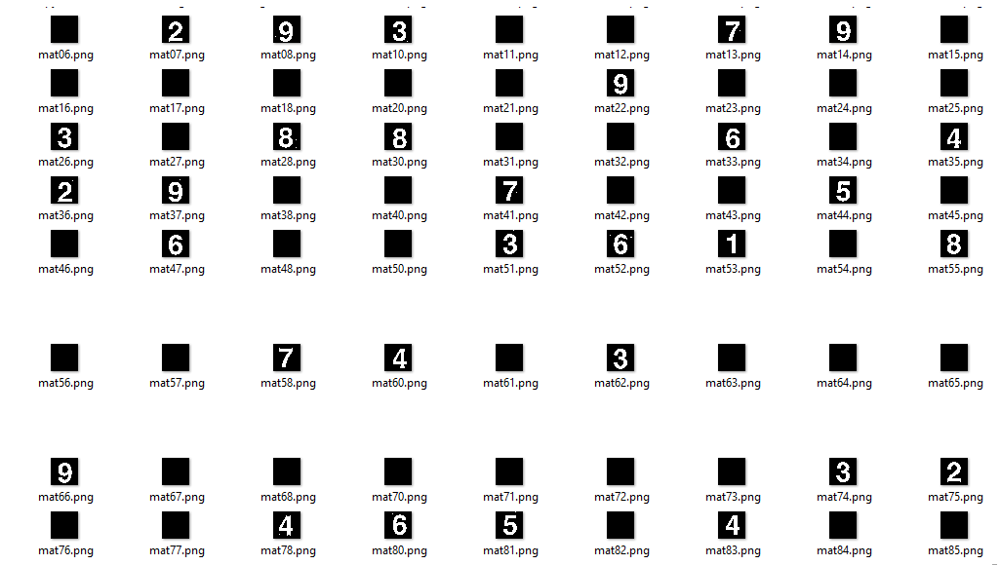 2 9 3 7 9
mat06.png mat07.png mat08.png mat10.png mat11.png mat12.png mat13.png mat14.png mat15.png
9
mat16.png mat17.png mat18.png mat20.png mat21.png mat22.png mat23.png mat24.png mat25.png
3 8 8 6 4
mat26.png mat27.png mat28.png mat30.png mat31.png mat32.png mat33.png mat34.png mat35.png
2 9 7 5
mat36.png mat37.png mat38.png mat40.png mat41.png mat42.png mat43.png mat44.png mat45.png
6 3 6 1 8
mat46.png mat47.png mat48.png mat50.png mat51.png mat52.png mat53.png mat54.png mat55.png
7 4 3
mat56.png mat57.png mat58.png mat60.png mat61.png mat62.png mat63.png mat64.png mat65.png
9 3 2
mat66.png mat67.png mat68.png mat70.png mat71.png mat72.png mat73.png mat74.png mat75.png
4 6 5 4
mat76.png mat77.png mat78.png mat80.png mat81.png mat82.png mat83.png mat84.png mat85.png